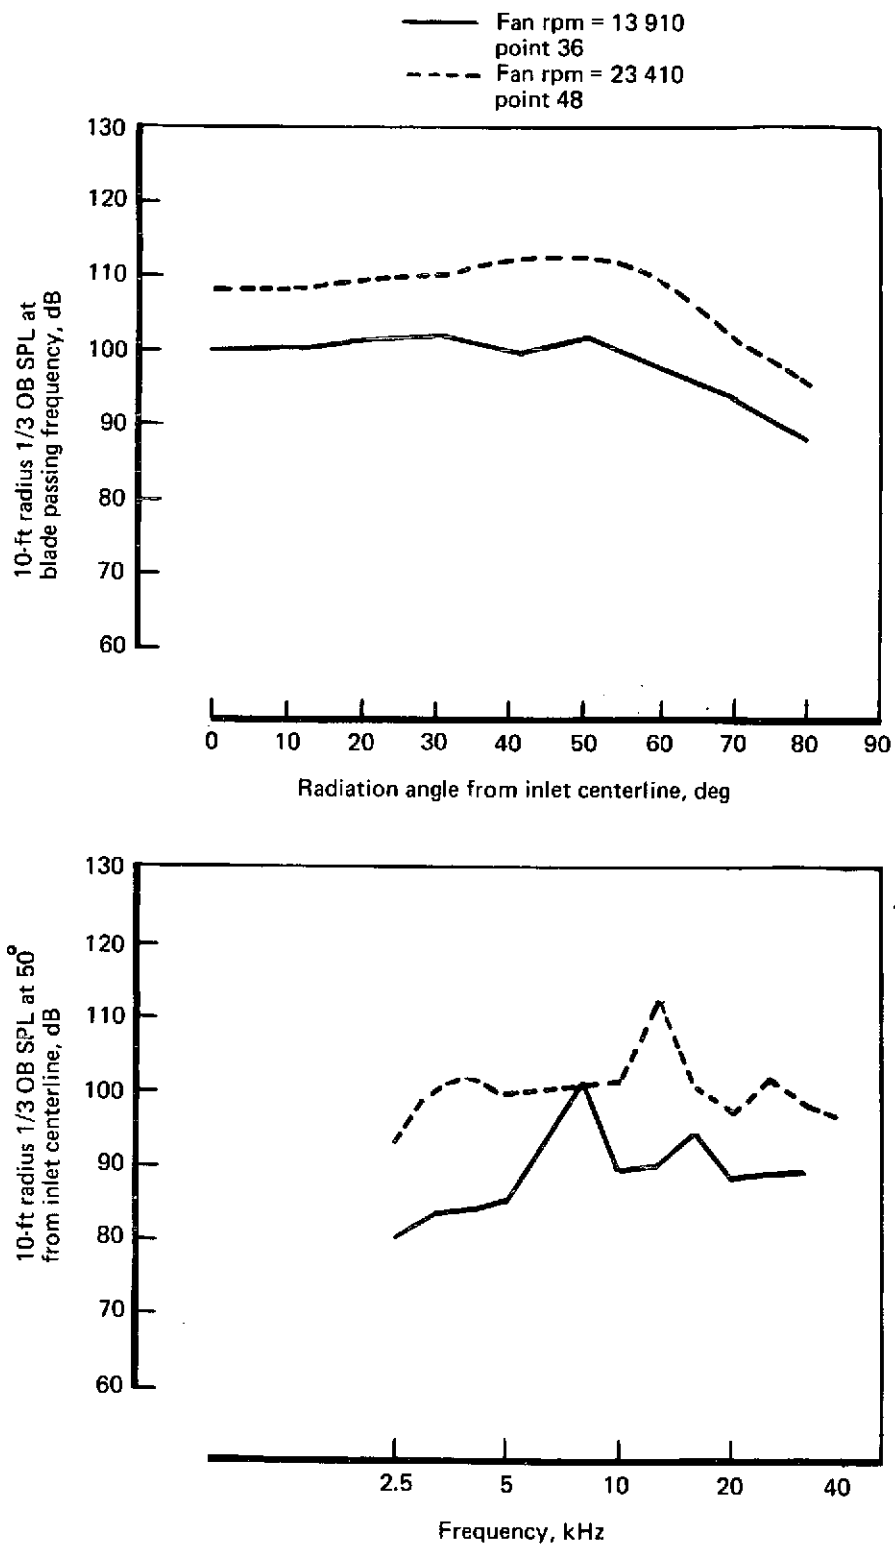 Fan rpm = 13 910
point 36
Fan rpm = 23 410
point 48
130
120
110
100
90
80
70
60
10-ft radius 1/3 OB SPL at
blade passing frequency, dB
0 10 20 30 40 50 60 70 80 90
Radiation angle from inlet centerline, deg
130
120
110
100
90
80
70
60
10-ft radius 1/3 OB SPL at 50°
from inlet centerline, dB
2.5 5 10 20 40
Frequency, kHz